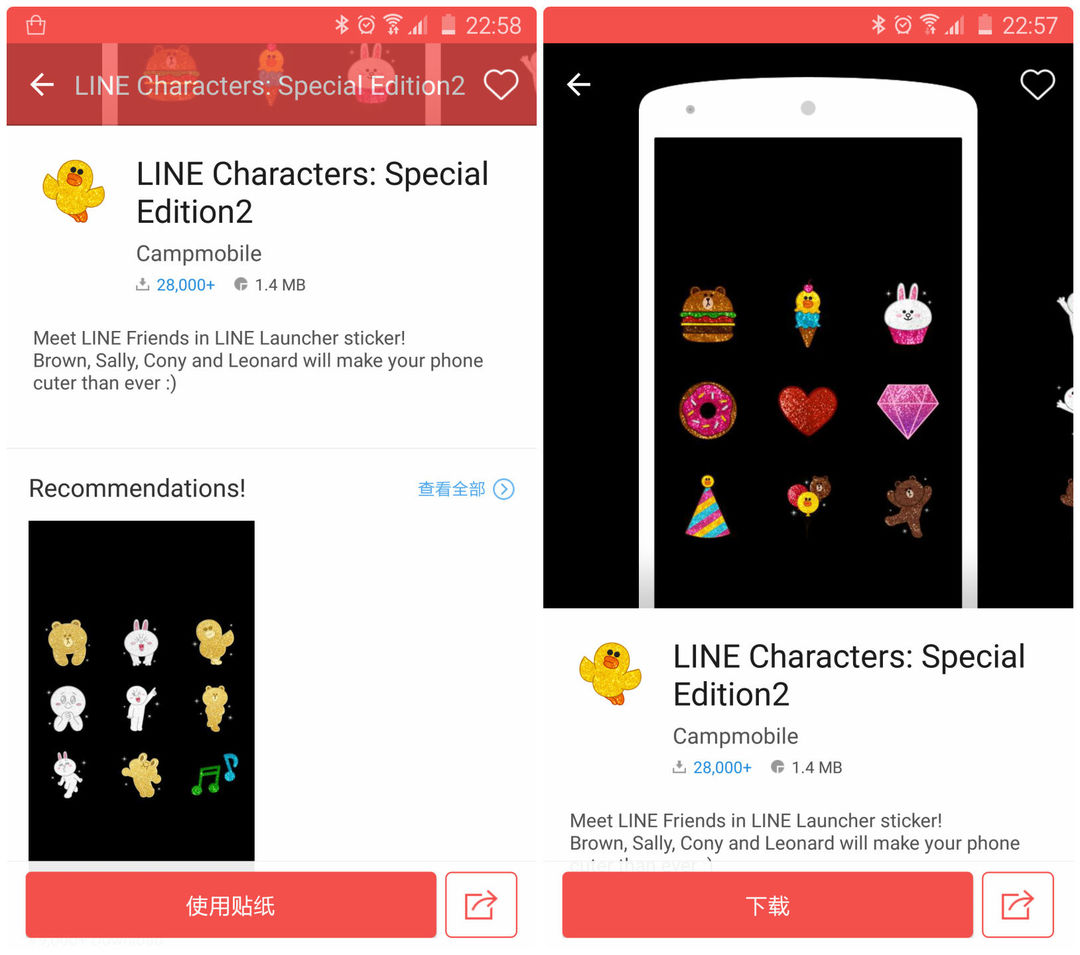 22:58
LINE Characters: Special Edition2
LINE Characters: Special
Edition2
Campmobile
28,000+ 1.4 MB
Meet LINE Friends in LINE Launcher sticker!
Brown, Sally, Cony and Leonard will make your phone
cuter than ever :)
Recommendations!
查看全部
使用贴纸
22:57
LINE Characters: Special
Edition2
Campmobile
28,000+ 1.4 MB
Meet LINE Friends in LINE Launcher sticker!
Brown, Sally, Cony and Leonard will make your phone
cuter than ever :)
下载